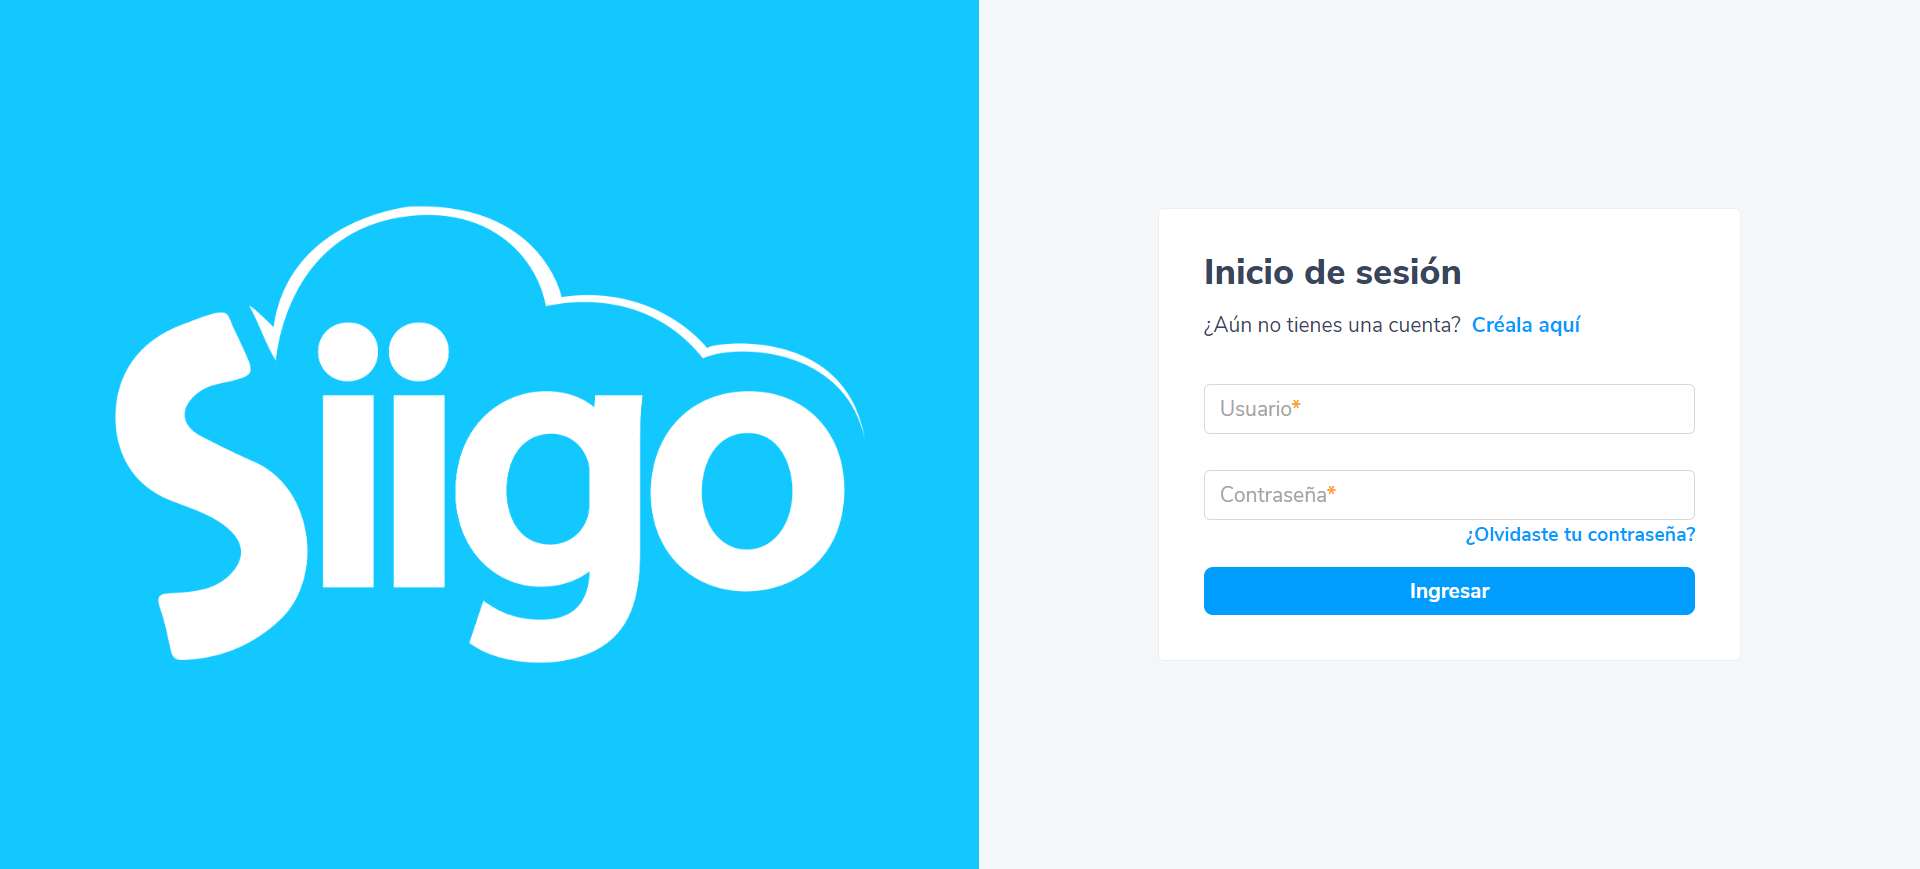 Siigo
Inicio de sesión
¿Aún no tienes una cuenta? Créala aquí
Usuario*
Contraseña*
¿Olvidaste tu contraseña?
Ingresar